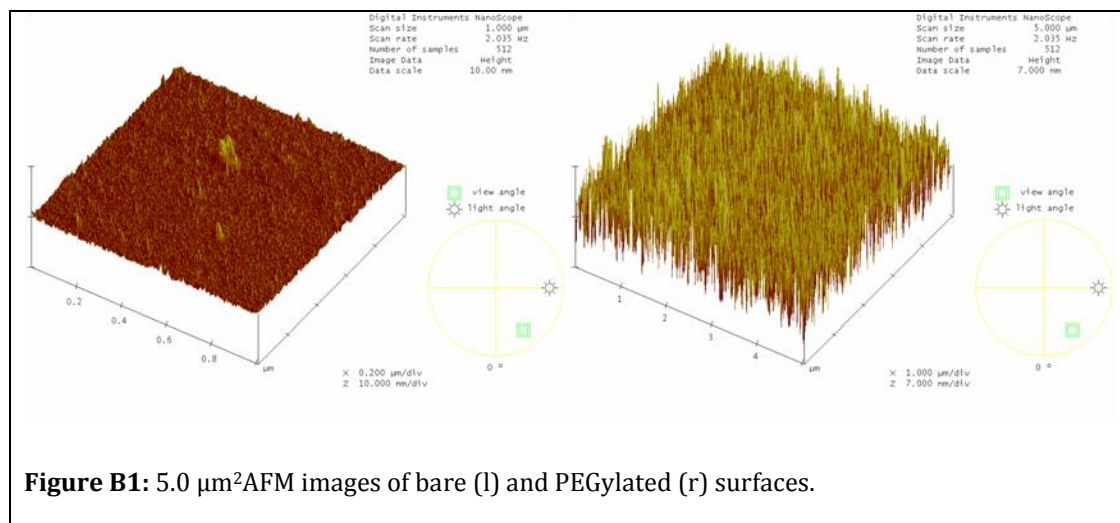 Digital Instruments NanoScope
Scan size 1.000 µm
Scan rate 2.035 Hz
Number of samples 512
Image Data Height
Data scale 10.00 nm
view angle
light angle
0.2
0.4
0.6
0.8
µm
X 0.200 µm/div
Z 10.000 nm/div
0 º
Digital Instruments NanoScope
Scan size 5.000 µm
Scan rate 2.035 Hz
Number of samples 512
Image Data Height
Data scale 7.000 nm
view angle
light angle
1
2
3
4
µm
X 1.000 µm/div
Z 7.000 nm/div
0 º
Figure B1: 5.0 µm²AFM images of bare (l) and PEGylated (r) surfaces.